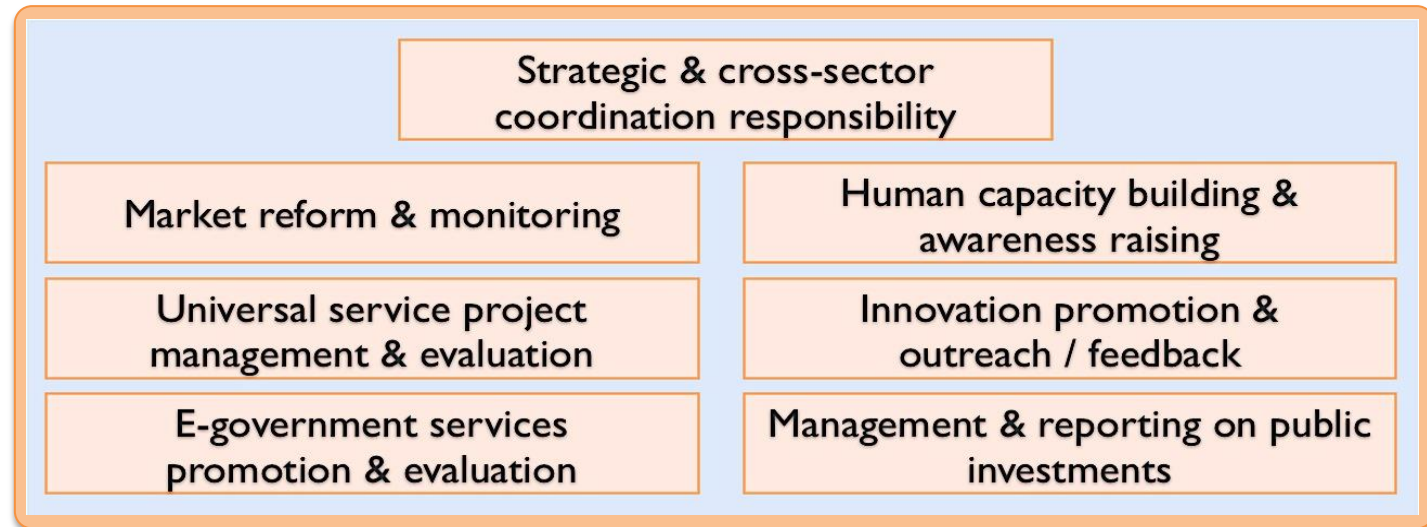 Strategic & cross-sector
coordination responsibility
Market reform & monitoring
Human capacity building &
awareness raising
Universal service project
management & evaluation
Innovation promotion &
outreach / feedback
E-government services
promotion & evaluation
Management & reporting on public
investments